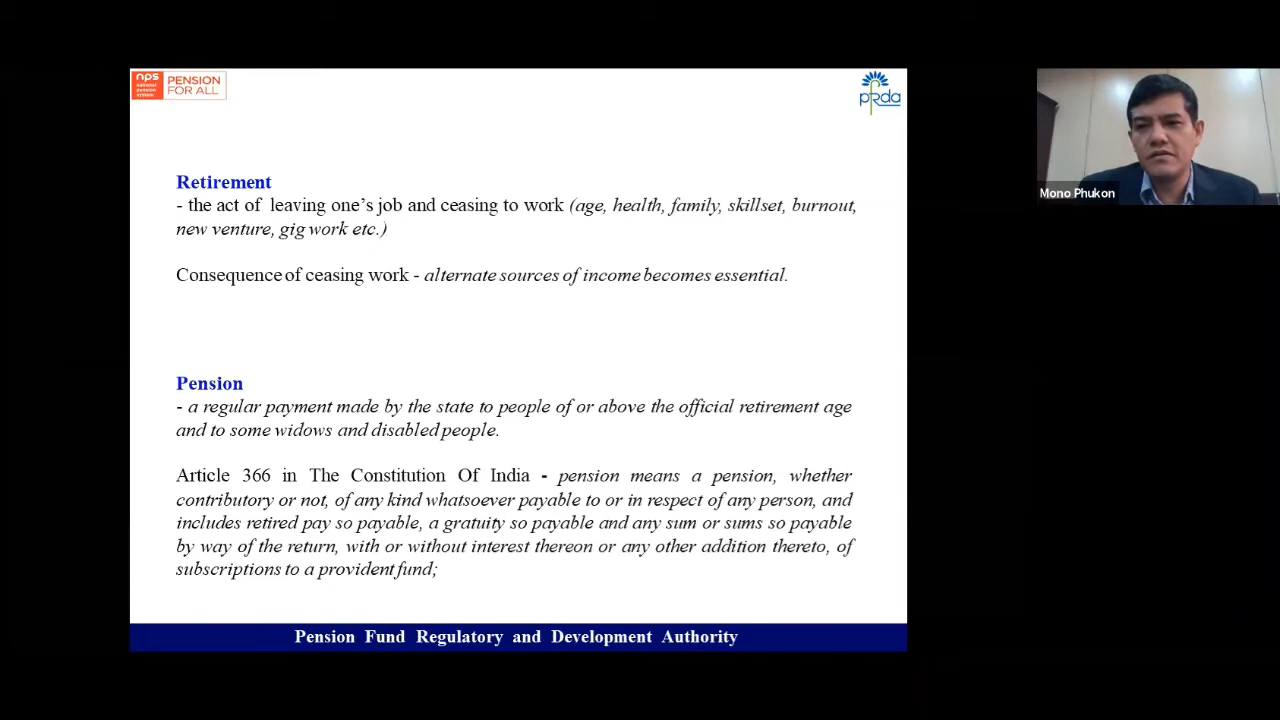 nps
national
pension
system
PENSION
FOR ALL
pfrda
Retirement
- the act of leaving one’s job and ceasing to work (age, health, family, skillset, burnout,
new venture, gig work etc.)
Consequence of ceasing work - alternate sources of income becomes essential.
Pension
- a regular payment made by the state to people of or above the official retirement age
and to some widows and disabled people.
Article 366 in The Constitution Of India - pension means a pension, whether
contributory or not, of any kind whatsoever payable to or in respect of any person, and
includes retired pay so payable, a gratuity so payable and any sum or sums so payable
by way of the return, with or without interest thereon or any other addition thereto, of
subscriptions to a provident fund;
Pension Fund Regulatory and Development Authority
Mono Phukon